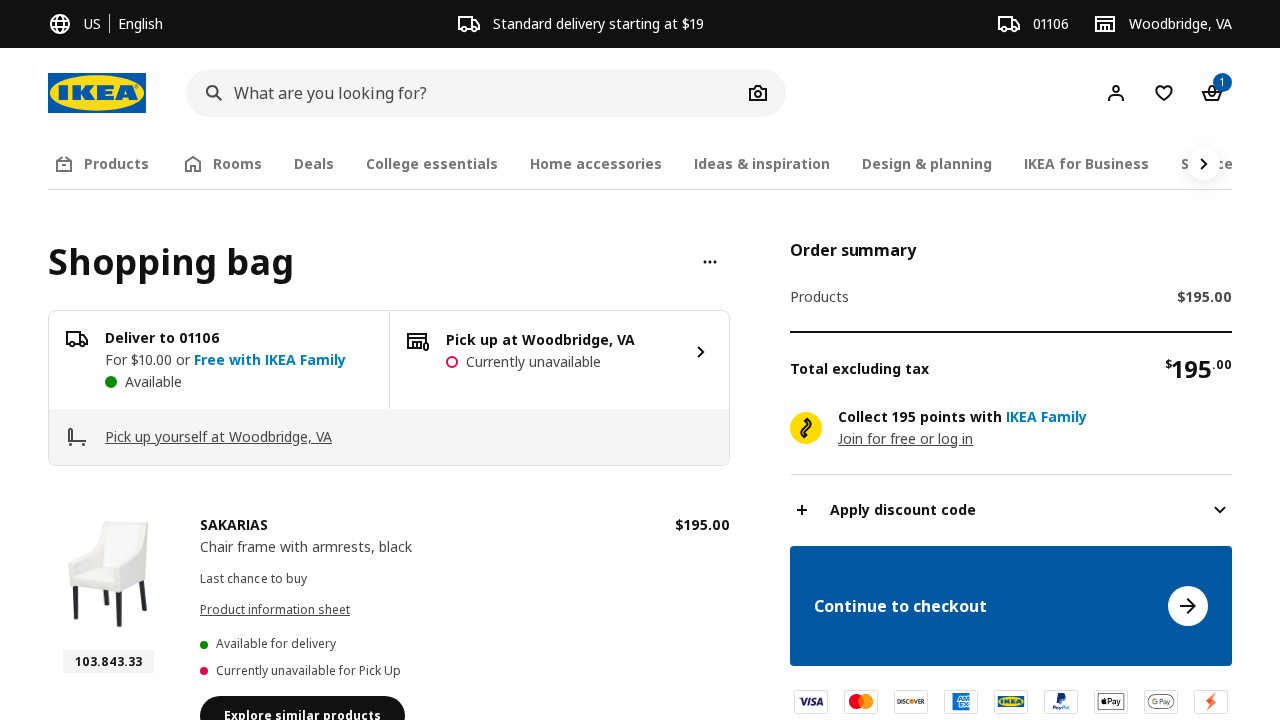 US
English
Standard delivery starting at $19
01106
Woodbridge, VA
IKEA
What are you looking for?
1
Products
Rooms
Deals
College essentials
Home accessories
Ideas & inspiration
Design & planning
IKEA for Business
Shopping bag
Deliver to 01106
For $10.00 or Free with IKEA Family
Available
Pick up at Woodbridge, VA
Currently unavailable
Pick up yourself at Woodbridge, VA
SAKARIAS
$195.00
Chair frame with armrests, black
Last chance to buy
Product information sheet
Available for delivery
Currently unavailable for Pick Up
103.843.33
Explore similar products
Order summary
Products
$195.00
Total excluding tax
$195.00
Collect 195 points with IKEA Family
Join for free or log in
Apply discount code
Continue to checkout
VISA
DISCOVER
IKEA
PayPal
Pay
G Pay